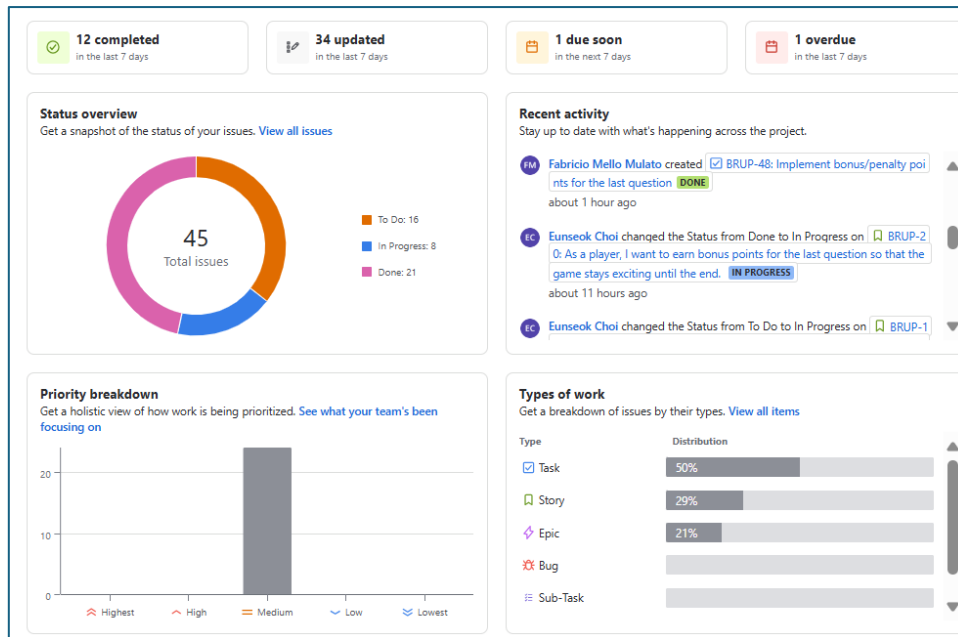 12 completed
in the last 7 days
34 updated
in the last 7 days
1 due soon
in the next 7 days
1 overdue
in the last 7 days
Status overview
Get a snapshot of the status of your issues. View all issues
45
Total issues
To Do: 16
In Progress: 8
Done: 21
Recent activity
Stay up to date with what's happening across the project.
FM
Fabricio Mello Mulato created BRUP-48: Implement bonus/penalty poi
nts for the last question DONE
about 1 hour ago
EC
Eunseok Choi changed the Status from Done to In Progress on BRUP-2
0: As a player, I want to earn bonus points for the last question so that the
game stays exciting until the end. IN PROGRESS
about 11 hours ago
EC
Eunseok Choi changed the Status from To Do to In Progress on BRUP-1
Priority breakdown
Get a holistic view of how work is being prioritized. See what your team's been
focusing on
20
10
0
Highest
High
Medium
Low
Lowest
Types of work
Get a breakdown of issues by their types. View all items
Type
Distribution
Task
50%
Story
29%
Epic
21%
Bug
Sub-Task